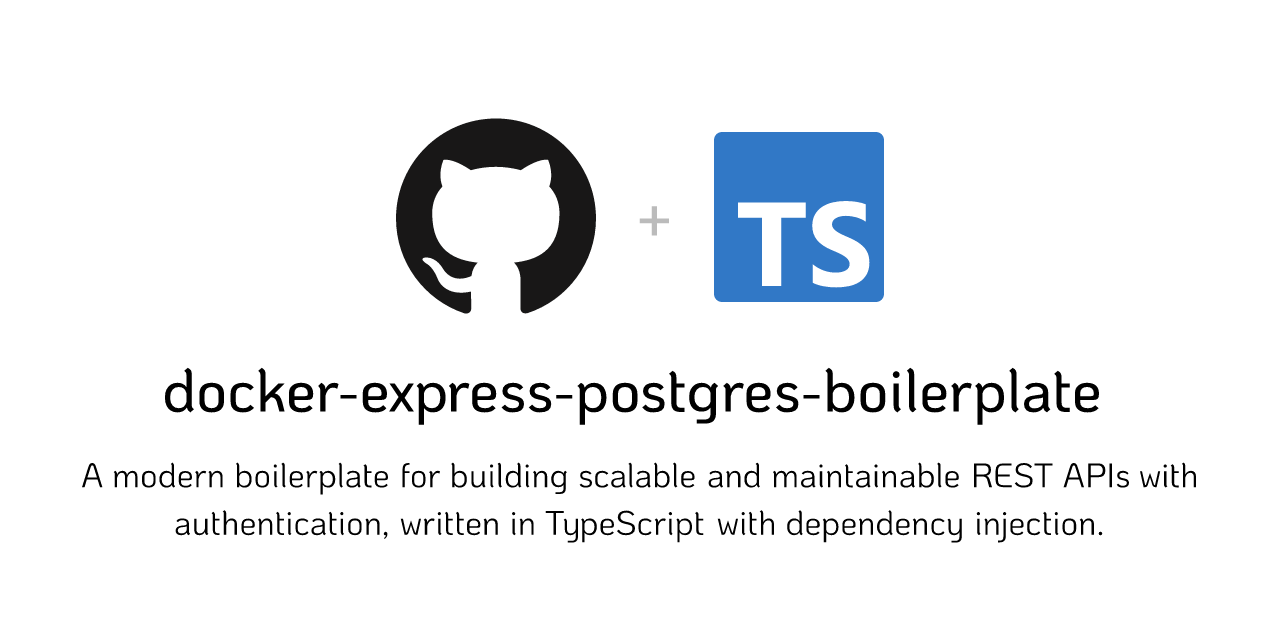 +
TS
docker-express-postgres-boilerplate
A modern boilerplate for building scalable and maintainable REST APIs with
authentication, written in TypeScript with dependency injection.